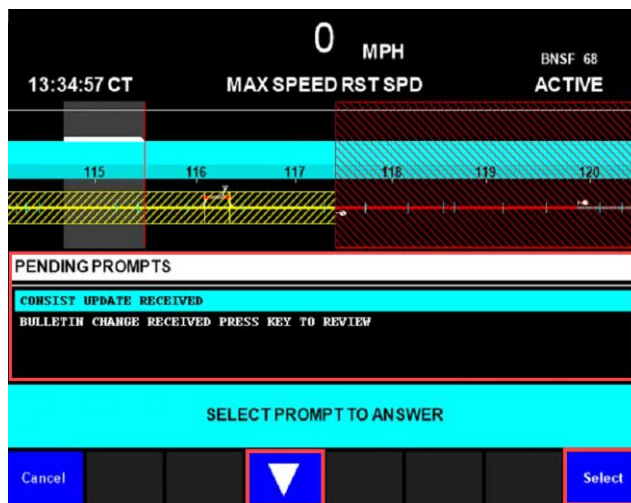 0 MPH
BNSF 68
13:34:57 CT MAX SPEED RST SPD ACTIVE
115 116 117 118 119 120
PENDING PROMPTS
CONSIST UPDATE RECEIVED
BULLETIN CHANGE RECEIVED PRESS KEY TO REVIEW
SELECT PROMPT TO ANSWER
Cancel Select